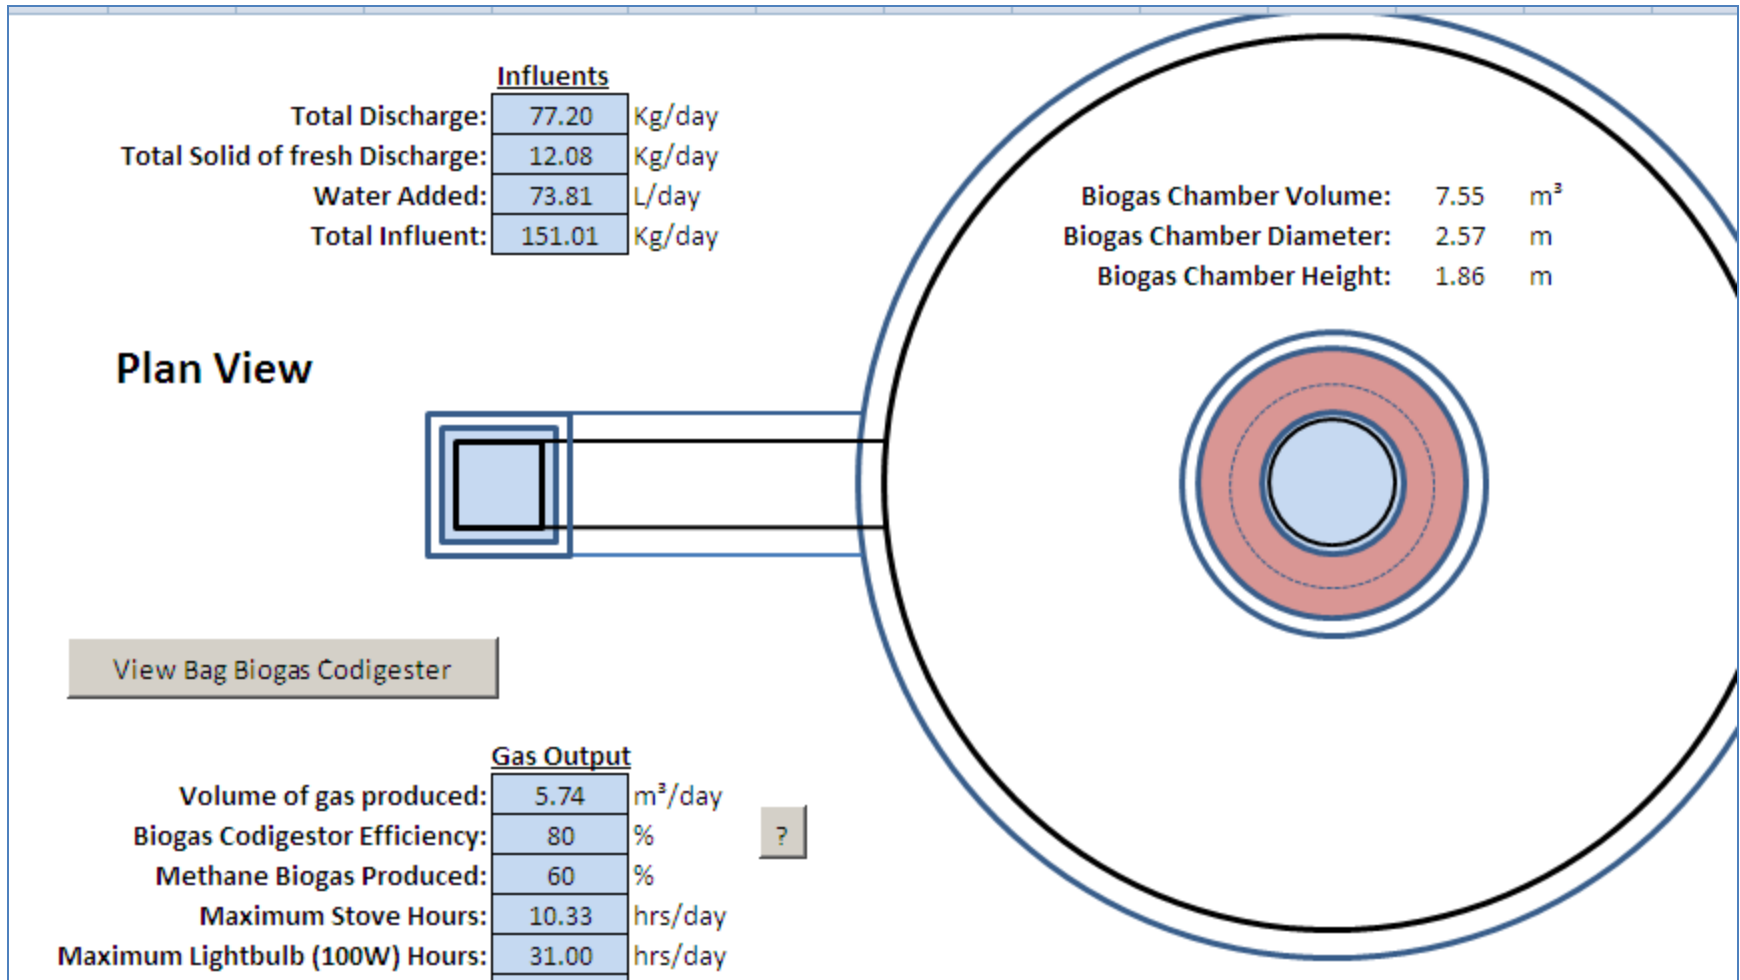 Influents
Total Discharge: 77.20 Kg/day
Total Solid of fresh Discharge: 12.08 Kg/day
Water Added: 73.81 L/day
Total Influent: 151.01 Kg/day
Biogas Chamber Volume: 7.55 m³
Biogas Chamber Diameter: 2.57 m
Biogas Chamber Height: 1.86 m
Plan View
View Bag Biogas Codigester
Gas Output
Volume of gas produced: 5.74 m³/day
Biogas Codigestor Efficiency: 80 %
?
Methane Biogas Produced: 60 %
Maximum Stove Hours: 10.33 hrs/day
Maximum Lightbulb (100W) Hours: 31.00 hrs/day